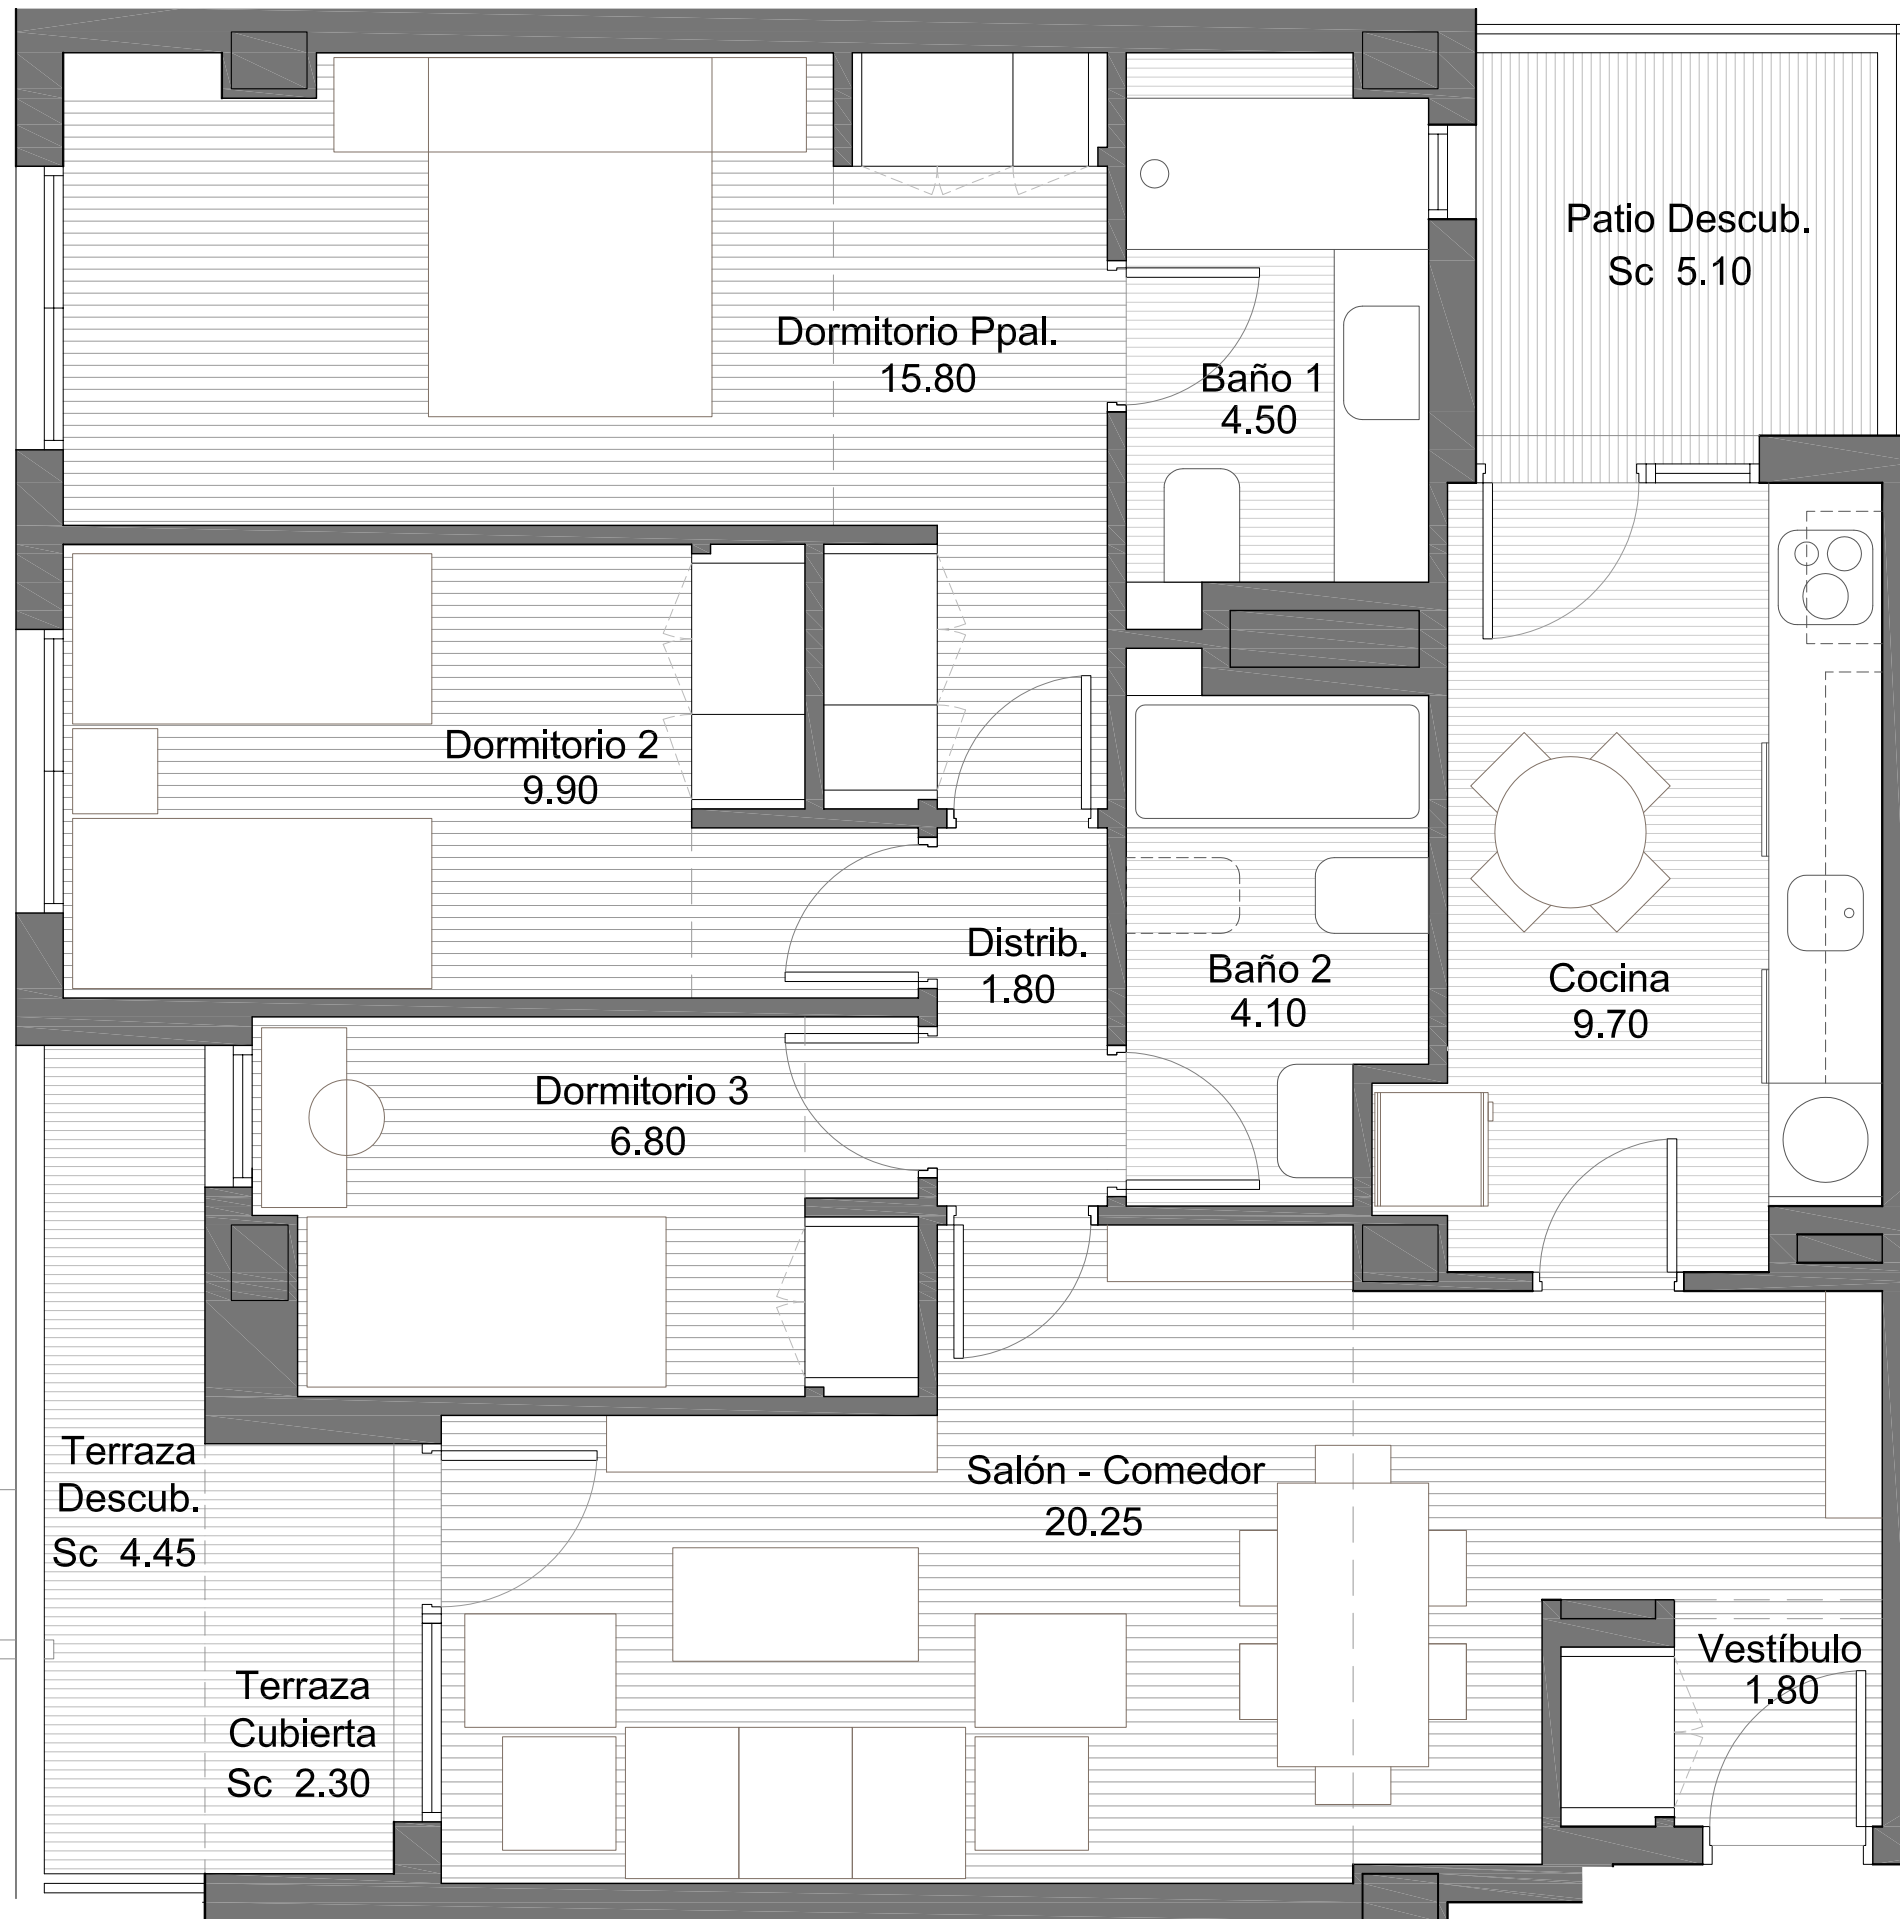 Patio Descub.
Sc 5.10
Dormitorio Ppal.
15.80
Baño 1
4.50
Dormitorio 2
9.90
Distrib.
1.80
Baño 2
4.10
Cocina
9.70
Dormitorio 3
6.80
Terraza
Descub.
Sc 4.45
Salón - Comedor
20.25
Terraza
Cubierta
Sc 2.30
Vestíbulo
1.80